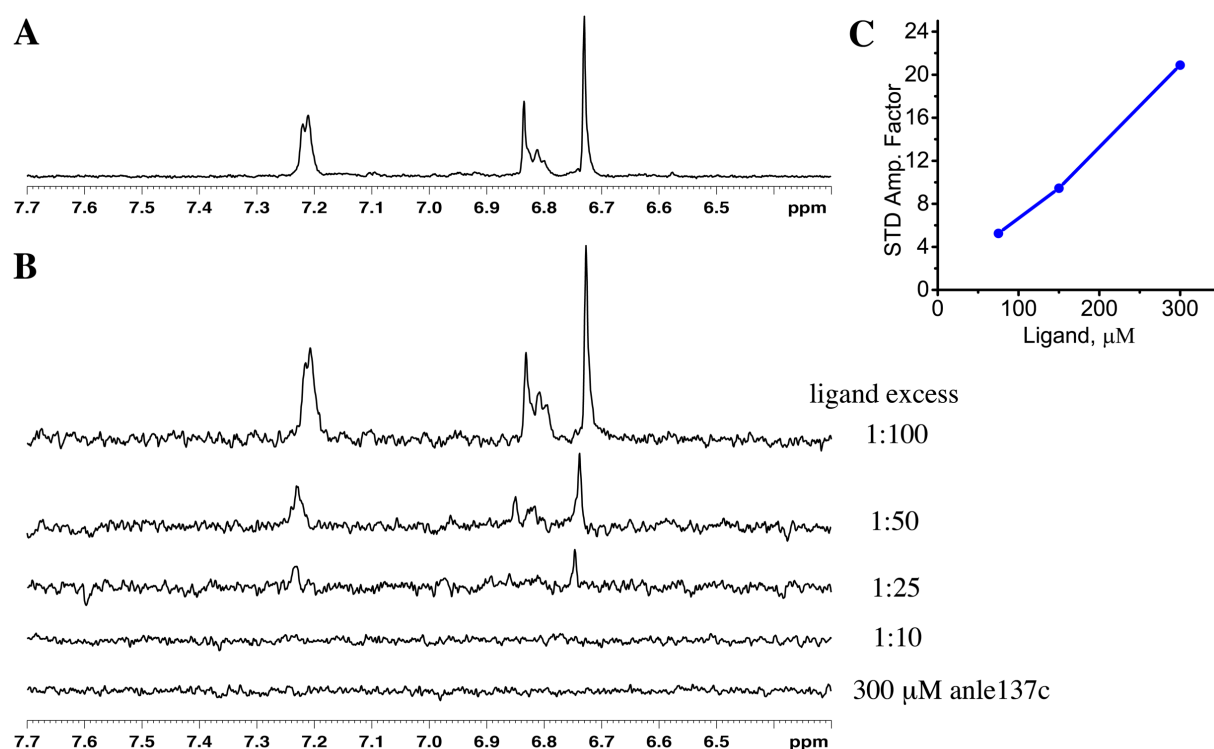 A
7.7 7.6 7.5 7.4 7.3 7.2 7.1 7.0 6.9 6.8 6.7 6.6 6.5 ppm
C
24
20
16
12
8
4
0
STD Amp. Factor
0 100 200 300
Ligand, μM
B
ligand excess
1:100
1:50
1:25
1:10
300 μM anle137c
7.7 7.6 7.5 7.4 7.3 7.2 7.1 7.0 6.9 6.8 6.7 6.6 6.5 ppm